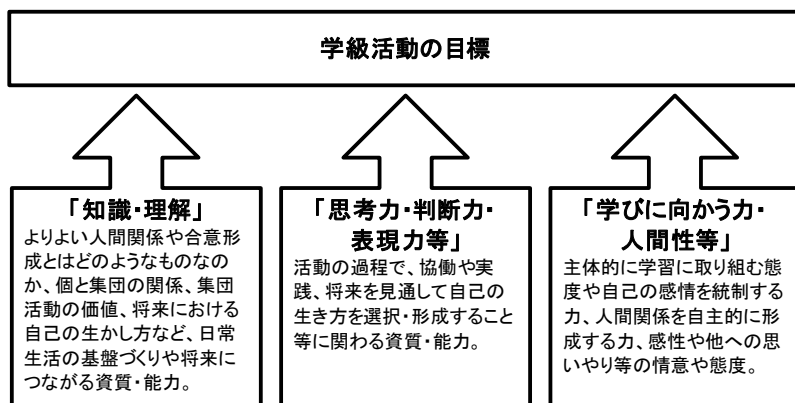 学級活動の目標
「知識・理解」
よりよい人間関係や合意形
成とはどのようなものなの
か、個と集団の関係、集団
活動の価値、将来における
自己の生かし方など、日常
生活の基盤づくりや将来に
つながる資質・能力。
「思考力・判断力・
表現力等」
活動の過程で、協働や実
践、将来を見通して自己の
生き方を選択・形成すること
等に関わる資質・能力。
「学びに向かう力・
人間性等」
主体的に学習に取り組む態
度や自己の感情を統制する
力、人間関係を自主的に形
成する力、感性や他への思
いやり等の情意や態度。